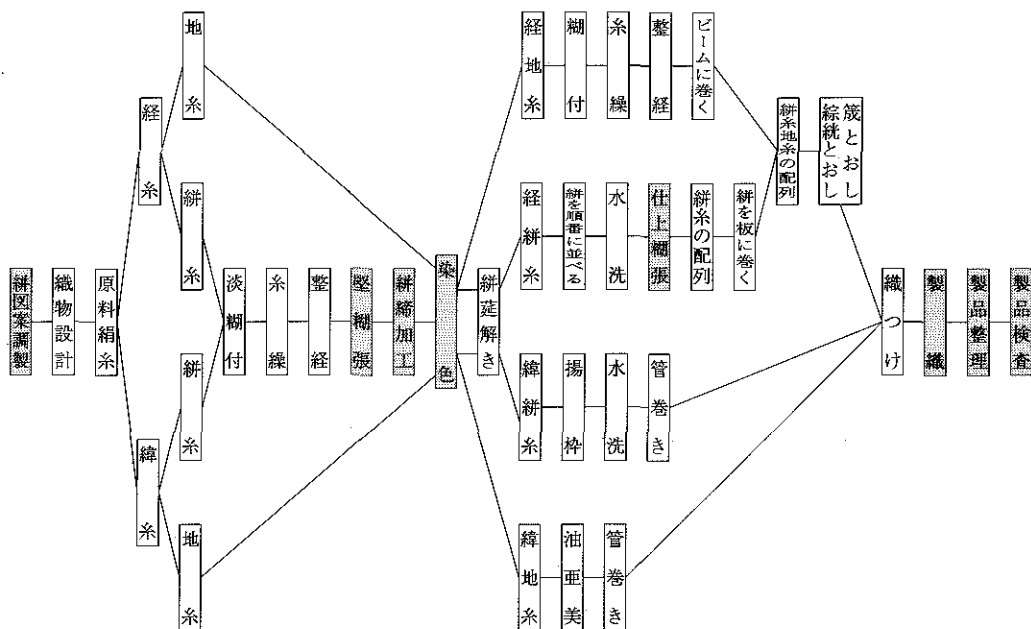 絣図案調製
織物設計
原料絹糸
経糸
緯糸
地糸
絣糸
絣糸
地糸
淡糊付
糸繰
整経
堅糊張
絣締加工
染色
絣莚解き
経地糸
糊付
糸繰
整経
ビームに巻く
経絣糸
絣を順番に並べる
水洗
仕上糊張
絣糸の配列
絣を板に巻く
絣糸地糸の配列
筬とおし
綜絖とおし
緯絣糸
揚枠
水洗
管巻き
緯地糸
油亜美
管巻き
織つけ
製織
製品整理
製品検査